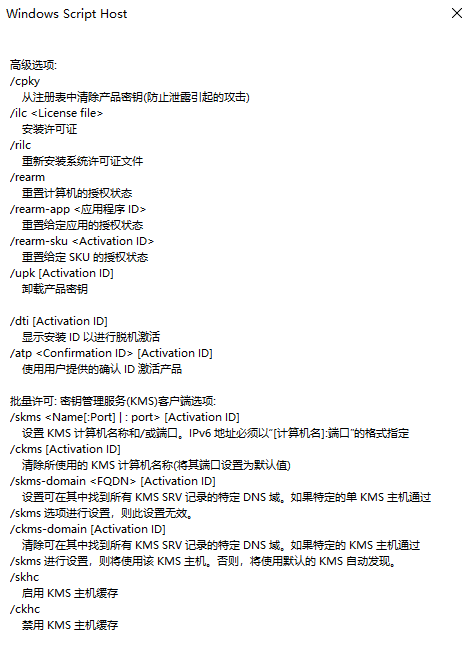 Windows Script Host
高级选项:
/cpky
从注册表中清除产品密钥(防止泄露引起的攻击)
/ilc <License file>
安装许可证
/rilc
重新安装系统许可证文件
/rearm
重置计算机的授权状态
/rearm-app <应用程序 ID>
重置给定应用的授权状态
/rearm-sku <Activation ID>
重置给定 SKU 的授权状态
/upk [Activation ID]
卸载产品密钥
/dti [Activation ID]
显示安装 ID 以进行脱机激活
/atp <Confirmation ID> [Activation ID]
使用用户提供的确认 ID 激活产品
批量许可: 密钥管理服务(KMS)客户端选项:
/skms <Name[:Port] | : port> [Activation ID]
设置 KMS 计算机名称和/或端口。IPv6 地址必须以“[计算机名]:端口”的格式指定
/ckms [Activation ID]
清除所使用的 KMS 计算机名称(将其端口设置为默认值)
/skms-domain <FQDN> [Activation ID]
设置可在其中找到所有 KMS SRV 记录的特定 DNS 域。如果特定的单 KMS 主机通过
/skms 选项进行设置，则此设置无效。
/ckms-domain [Activation ID]
清除可在其中找到所有 KMS SRV 记录的特定 DNS 域。如果特定的 KMS 主机通过
/skms 进行设置，则将使用该 KMS 主机。否则，将使用默认的 KMS 自动发现。
/skhc
启用 KMS 主机缓存
/ckhc
禁用 KMS 主机缓存